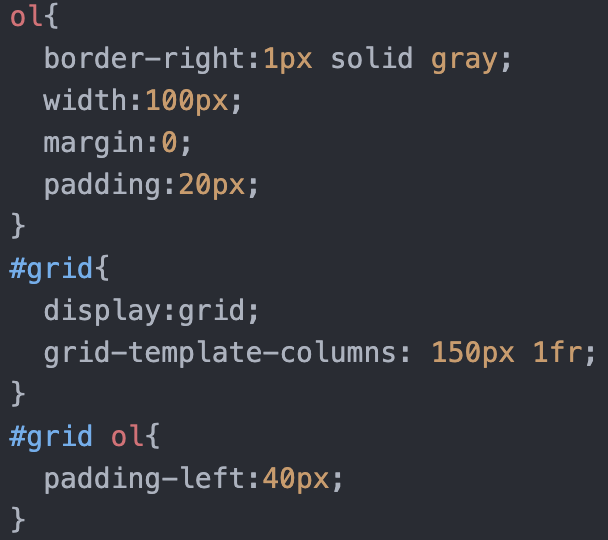 ol{
  border-right:1px solid gray;
  width:100px;
  margin:0;
  padding:20px;
}
#grid{
  display:grid;
  grid-template-columns: 150px 1fr;
}
#grid ol{
  padding-left:40px;
}